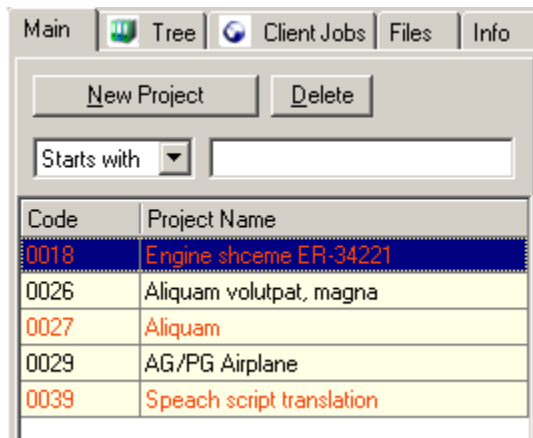 Main Tree Client Jobs Files Info
New Project Delete
Starts with
Code Project Name
0018 Engine shceme ER-34221
0026 Aliquam volutpat, magna
0027 Aliquam
0029 AG/PG Airplane
0039 Speach script translation